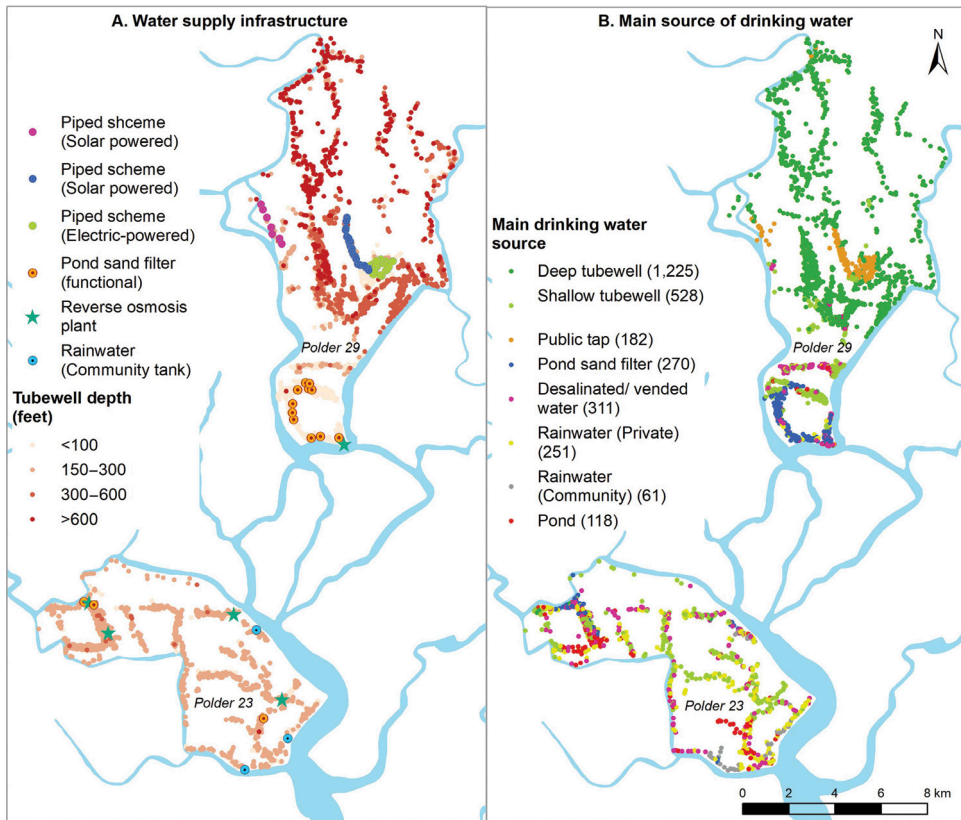 A. Water supply infrastructure
Piped shceme
(Solar powered)
Piped scheme
(Solar powered)
Piped scheme
(Electric-powered)
Pond sand filter
(functional)
Reverse osmosis
plant
Rainwater
(Community tank)
Tubewell depth
(feet)
<100
150–300
300–600
>600
Polder 29
Polder 23
B. Main source of drinking water
N
Main drinking water
source
Deep tubewell (1,225)
Shallow tubewell (528)
Public tap (182)
Pond sand filter (270)
Desalinated/ vended
water (311)
Rainwater (Private)
(251)
Rainwater
(Community) (61)
Pond (118)
Polder 29
Polder 23
0 2 4 6 8 km